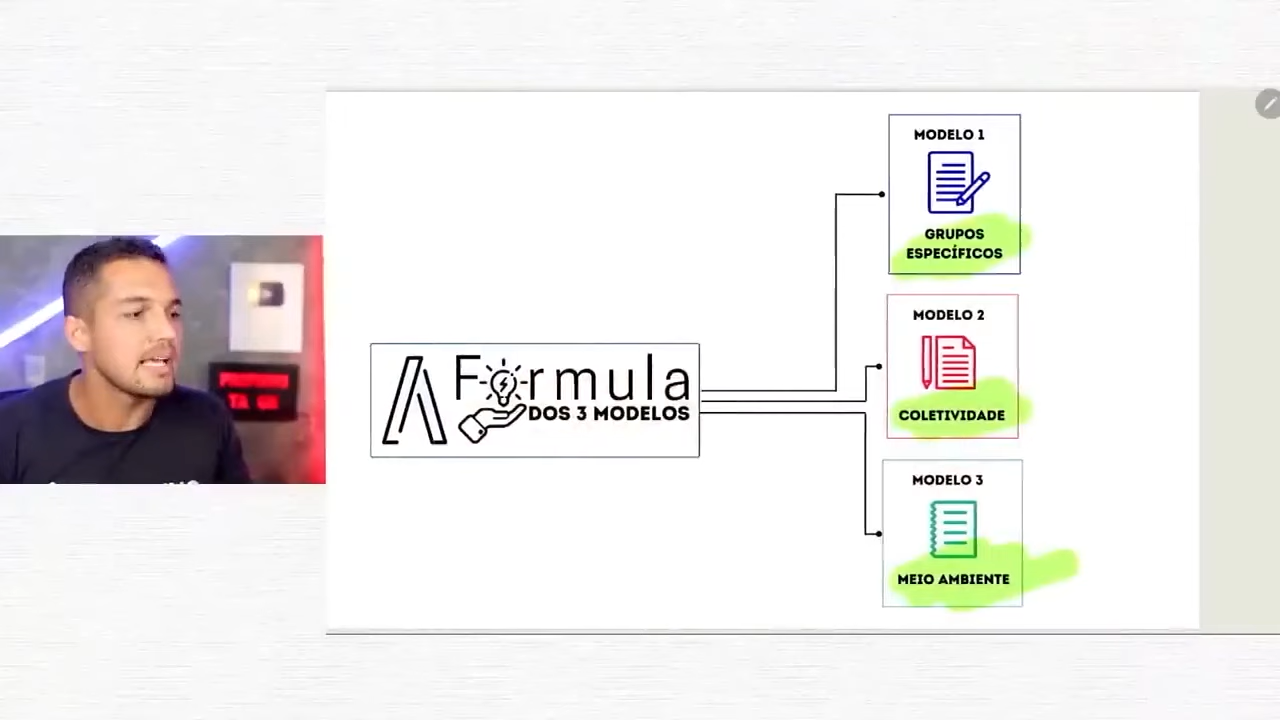 A Fórmula
DOS 3 MODELOS
MODELO 1
GRUPOS
ESPECÍFICOS
MODELO 2
COLETIVIDADE
MODELO 3
MEIO AMBIENTE